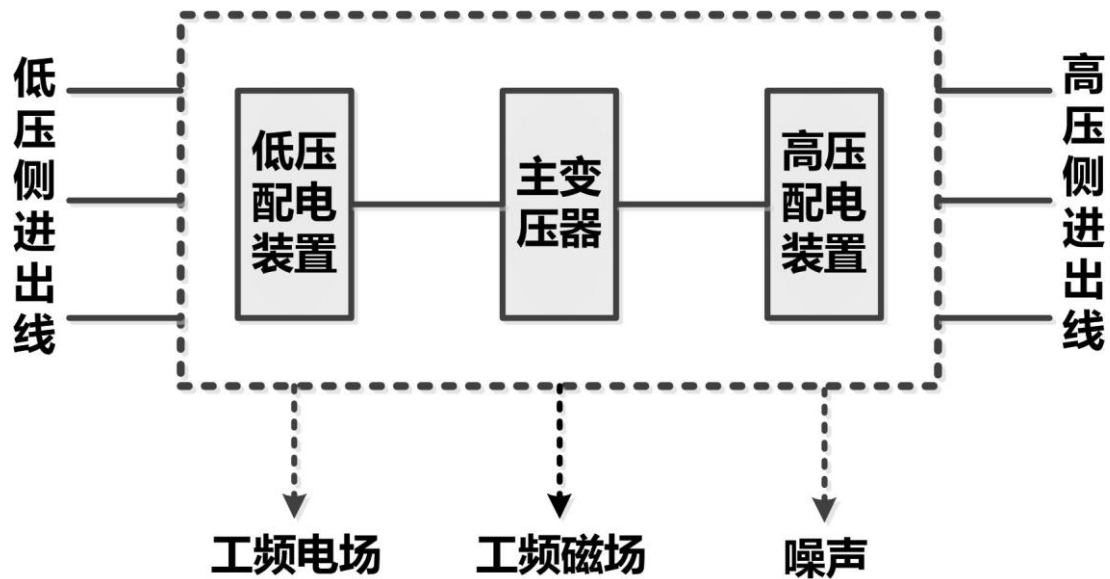 低压侧进出线
低压
配电
装置
主变
压器
高压
配电
装置
高压侧进出线
工频电场
工频磁场
噪声